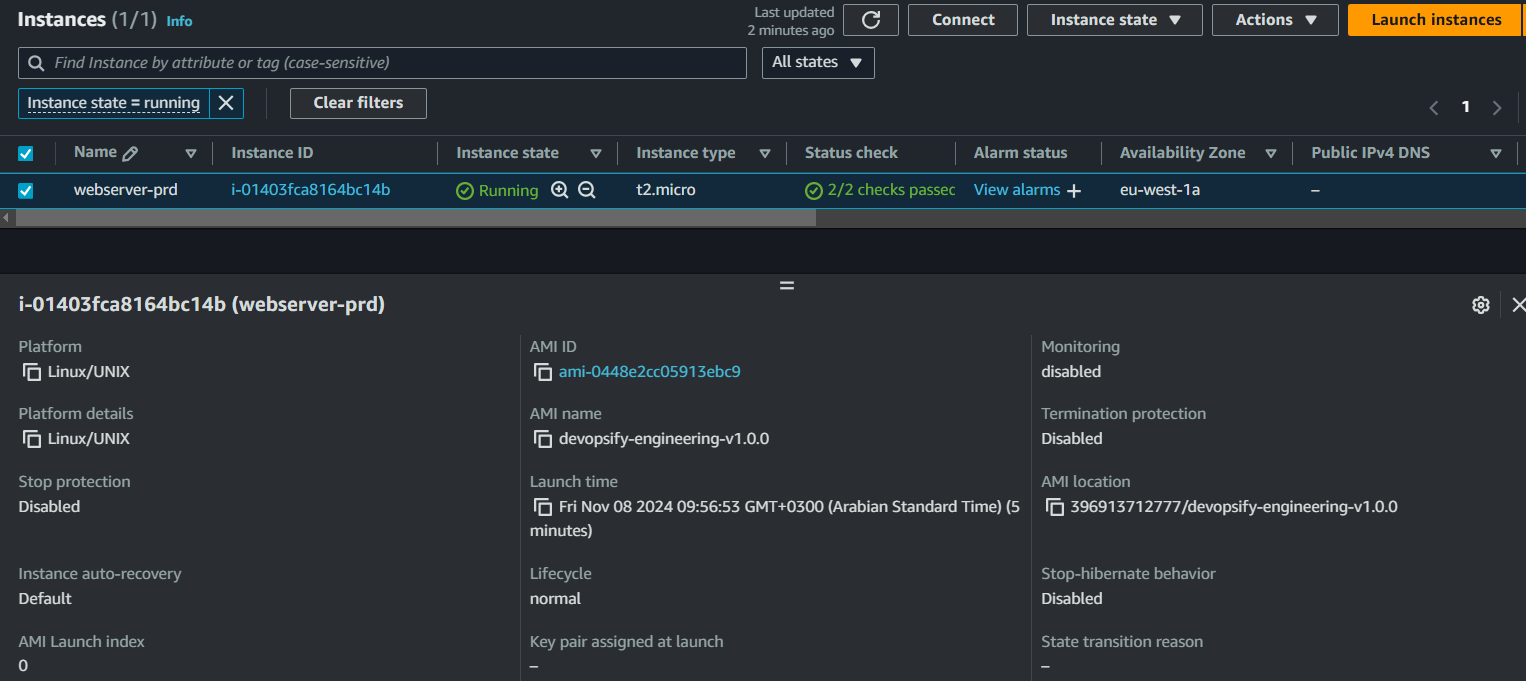 Instances (1/1) Info
Last updated
2 minutes ago
Connect
Instance state
Actions
Launch instances
Find Instance by attribute or tag (case-sensitive)
All states
Instance state = running
Clear filters
1
Name Instance ID Instance state Instance type Status check Alarm status Availability Zone Public IPv4 DNS
webserver-prd i-01403fca8164bc14b Running t2.micro 2/2 checks passec View alarms + eu-west-1a –
i-01403fca8164bc14b (webserver-prd)
Platform
Linux/UNIX
AMI ID
ami-0448e2cc05913ebc9
Monitoring
disabled
Platform details
Linux/UNIX
AMI name
devopsify-engineering-v1.0.0
Termination protection
Disabled
Stop protection
Disabled
Launch time
Fri Nov 08 2024 09:56:53 GMT+0300 (Arabian Standard Time) (5
minutes)
AMI location
396913712777/devopsify-engineering-v1.0.0
Instance auto-recovery
Default
Lifecycle
normal
Stop-hibernate behavior
Disabled
AMI Launch index
0
Key pair assigned at launch
–
State transition reason
–